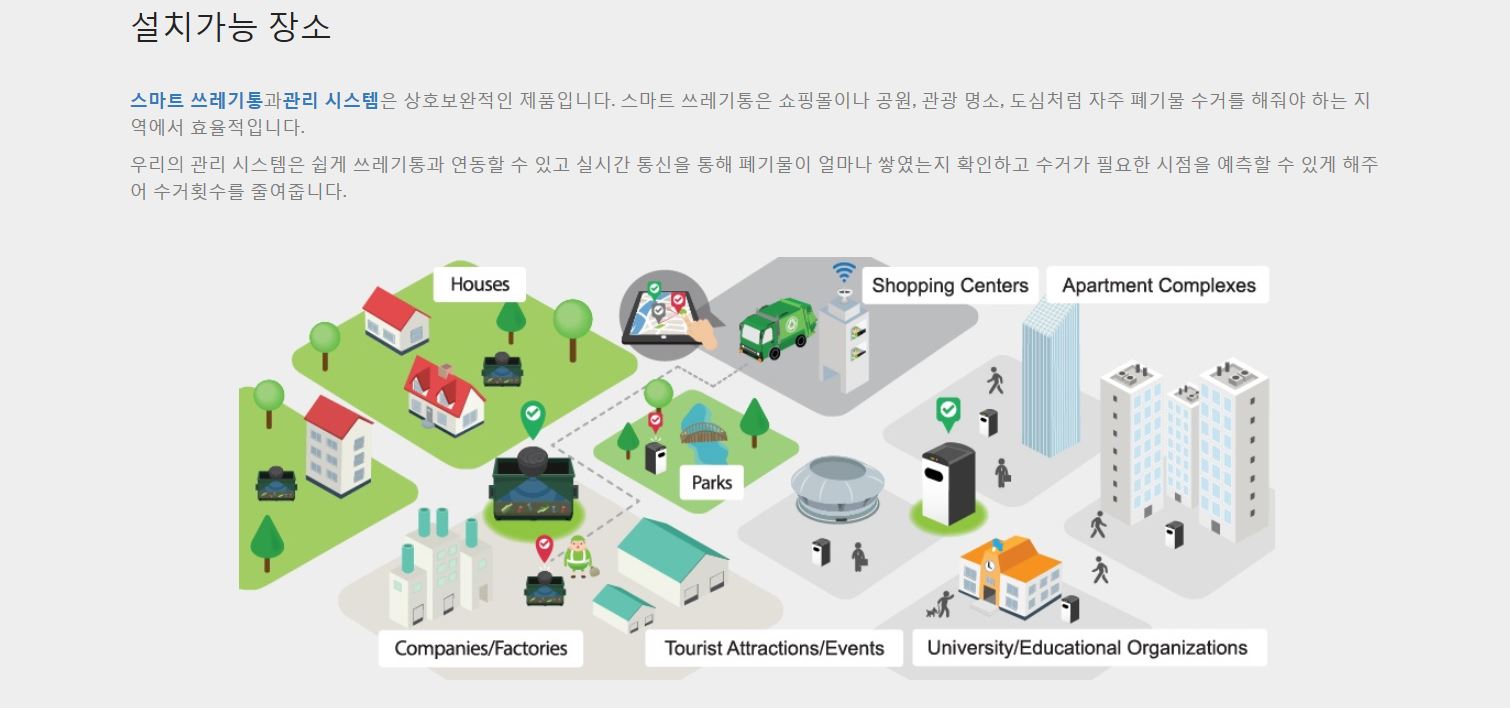 설치가능 장소
스마트 쓰레기통과관리 시스템은 상호보완적인 제품입니다. 스마트 쓰레기통은 쇼핑몰이나 공원, 관광 명소, 도심처럼 자주 폐기물 수거를 해줘야 하는 지
역에서 효율적입니다.
우리의 관리 시스템은 쉽게 쓰레기통과 연동할 수 있고 실시간 통신을 통해 폐기물이 얼마나 쌓였는지 확인하고 수거가 필요한 시점을 예측할 수 있게 해주
어 수거횟수를 줄여줍니다.
Houses
Shopping Centers
Apartment Complexes
Parks
Companies/Factories
Tourist Attractions/Events
University/Educational Organizations